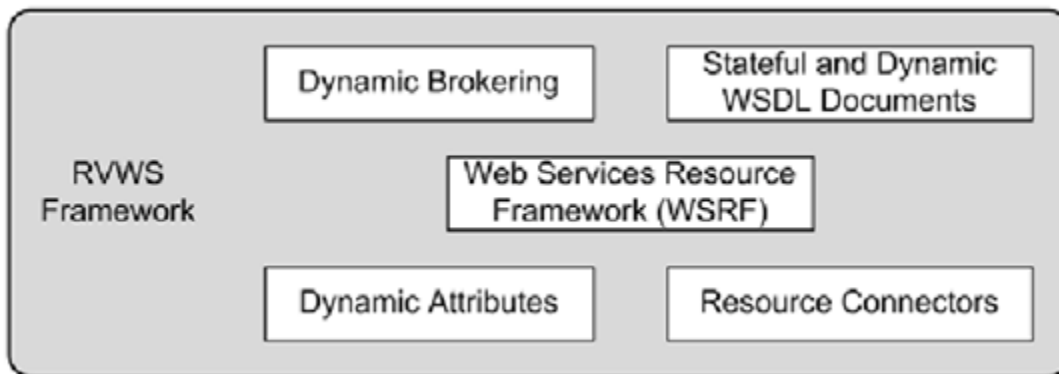 Dynamic Brokering
Stateful and Dynamic
WSDL Documents
RVWS
Framework
Web Services Resource
Framework (WSRF)
Dynamic Attributes
Resource Connectors